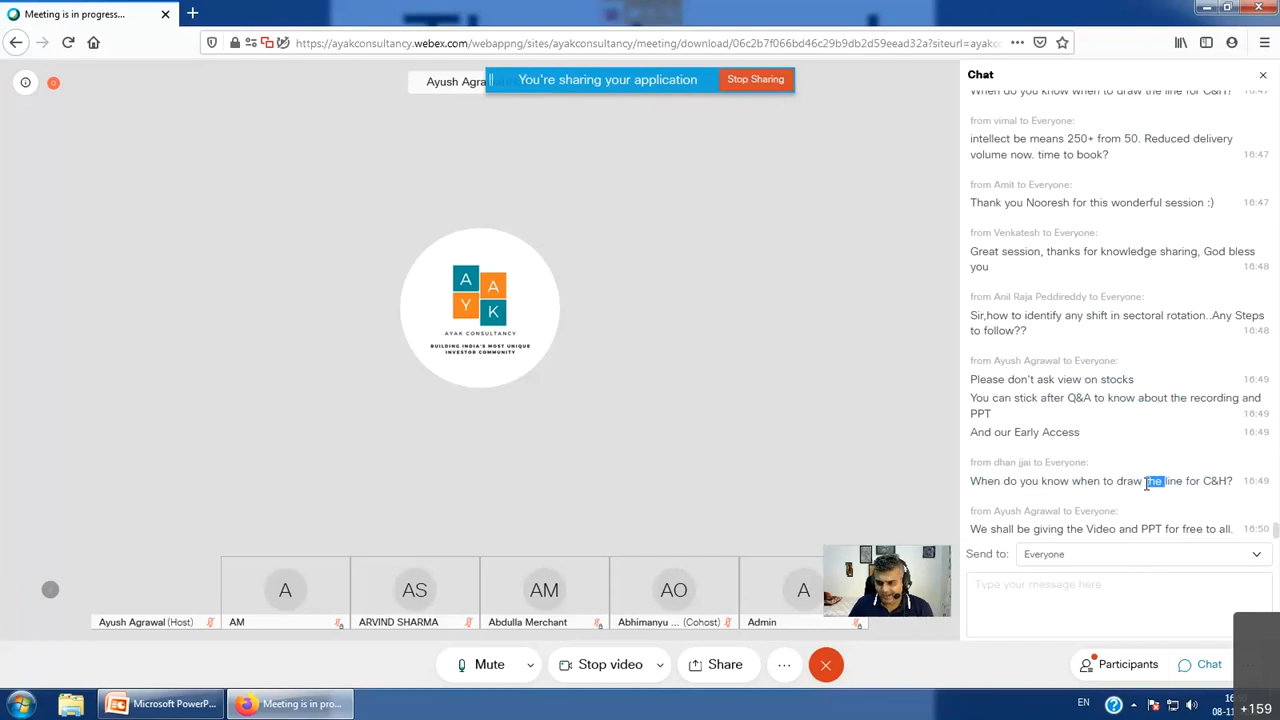 Meeting is in progress...
https://ayakconsultancy.webex.com/webappng/sites/ayakconsultancy/meeting/download/06c2b7f066bd46c29b9db2d59eead32a?siteurl=ayakc
Ayush Agra
You're sharing your application
Stop Sharing
A
A
Y
K
AYAK CONSULTANCY
BUILDING INDIA'S MOST UNIQUE
INVESTOR COMMUNITY
Chat
When do you know when to draw the line for C&H? 16:47
from vimal to Everyone:
intellect be means 250+ from 50. Reduced delivery
volume now. time to book? 16:47
from Amit to Everyone:
Thank you Nooresh for this wonderful session :) 16:47
from Venkatesh to Everyone:
Great session, thanks for knowledge sharing, God bless
you 16:48
from Anil Raja Peddireddy to Everyone:
Sir,how to identify any shift in sectoral rotation..Any Steps
to follow?? 16:48
from Ayush Agrawal to Everyone:
Please don't ask view on stocks 16:49
You can stick after Q&A to know about the recording and
PPT 16:49
And our Early Access 16:49
from dhan jjai to Everyone:
When do you know when to draw the line for C&H? 16:49
from Ayush Agrawal to Everyone:
We shall be giving the Video and PPT for free to all. 16:50
Send to: Everyone
Type your message here
A AS AM AO A
Ayush Agrawal (Host) AM ARVIND SHARMA Abdulla Merchant Abhimanyu ... (Cohost) Admin
Mute Stop video Share Participants Chat
Microsoft PowerP... Meeting is in pro... EN
08-11
+159